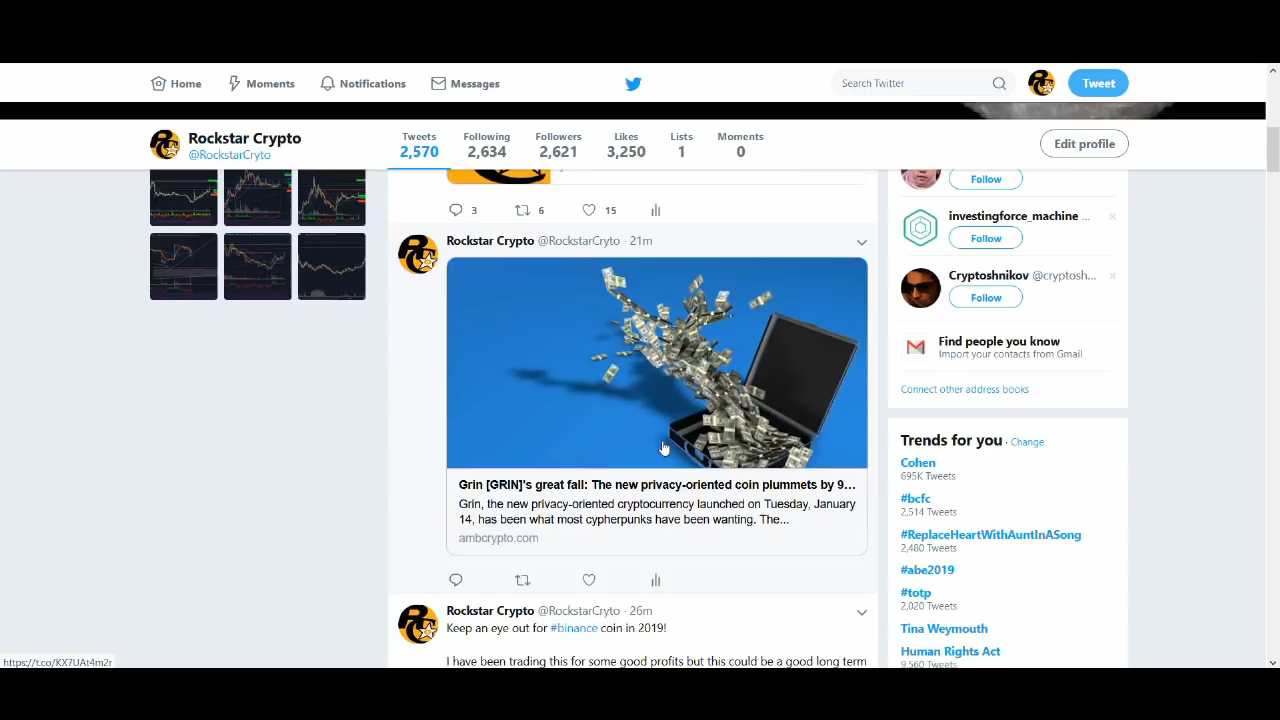 Home
Moments
Notifications
Messages
Search Twitter
Tweet
Rockstar Crypto
@RockstarCryto
Tweets
2,570
Following
2,634
Followers
2,621
Likes
3,250
Lists
1
Moments
0
Edit profile
3
6
15
Rockstar Crypto @RockstarCryto · 21m
Grin [GRIN]'s great fall: The new privacy-oriented coin plummets by 9...
Grin, the new privacy-oriented cryptocurrency launched on Tuesday, January
14, has been what most cypherpunks have been wanting. The...
ambcrypto.com
Rockstar Crypto @RockstarCryto · 26m
Keep an eye out for #binance coin in 2019!
I have been trading this for some good profits but this could be a good long term
Follow
investingforce_machine ...
Follow
Cryptoshnikov @cryptosh...
Follow
Find people you know
Import your contacts from Gmail
Connect other address books
Trends for you · Change
Cohen
695K Tweets
#bcfc
2,514 Tweets
#ReplaceHeartWithAuntInASong
2,480 Tweets
#abe2019
#totp
2,020 Tweets
Tina Weymouth
Human Rights Act
9,560 Tweets
https://t.co/KX7UAt4m2r